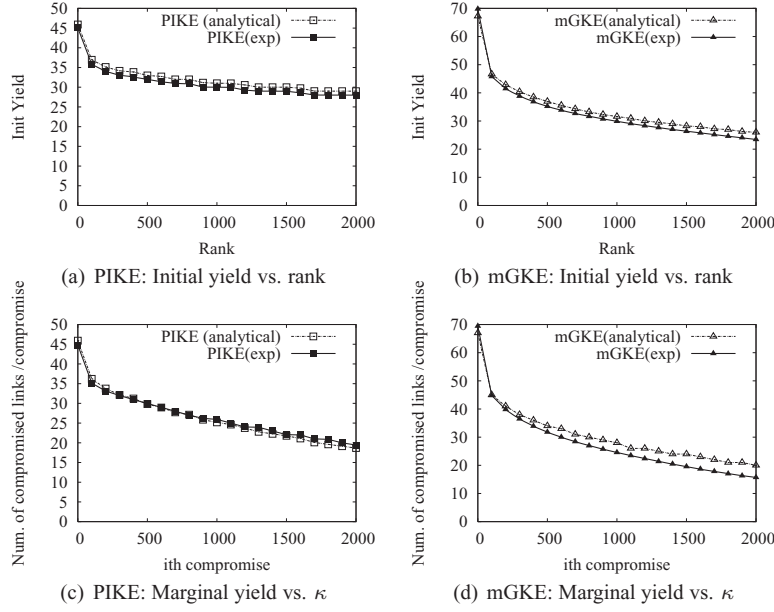 50
45
40
35
30
25
20
15
10
5
0
Init Yield
PIKE (analytical)
PIKE(exp)
0 500 1000 1500 2000
Rank
(a) PIKE: Initial yield vs. rank
70
60
50
40
30
20
10
0
Init Yield
mGKE(analytical)
mGKE(exp)
0 500 1000 1500 2000
Rank
(b) mGKE: Initial yield vs. rank
50
45
40
35
30
25
20
15
10
5
0
Num. of compromised links /compromise
PIKE (analytical)
PIKE(exp)
0 500 1000 1500 2000
ith compromise
(c) PIKE: Marginal yield vs. κ
70
60
50
40
30
20
10
0
Num. of compromised links /compromise
mGKE(analytical)
mGKE(exp)
0 500 1000 1500 2000
ith compromise
(d) mGKE: Marginal yield vs. κ